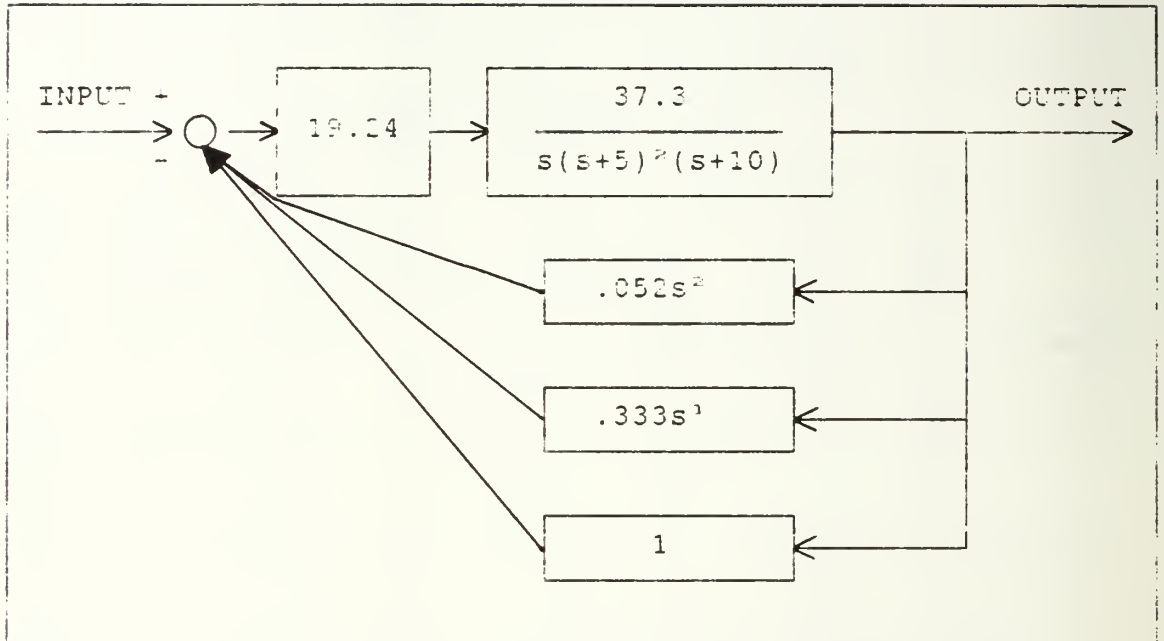 INPUT +
-
19.24
37.3
s(s+5)²(s+10)
OUTPUT
.052s²
.333s¹
1